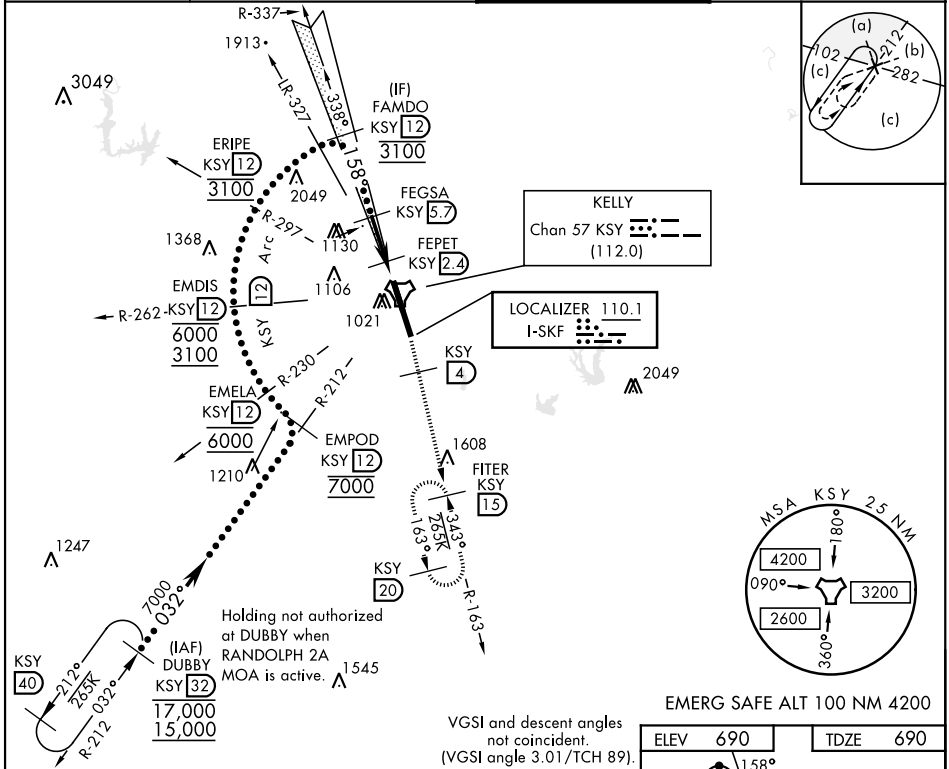 R-337
1913
3049
LR-327
338°
158°
(IF)
FAMDO
KSY 12
3100
ERIPE
KSY 12
3100
2049
R-297
FEGSA
KSY 5.7
1130
1368
Arc
FEPET
KSY 2.4
1106
KELLY
Chan 57 KSY
(112.0)
EMDIS
KSY 12
R-262
6000
3100
KSY 12
1021
LOCALIZER 110.1
I-SKF
KSY
4
2049
R-230
R-212
EMELA
KSY 12
6000
EMPOD
KSY 12
7000
1210
1608
FITER
KSY
15
265K
163°
343°
KSY
20
R-163
1247
7000
032°
Holding not authorized
at DUBBY when
RANDOLPH 2A
MOA is active.
1545
(IAF)
DUBBY
KSY 32
17,000
15,000
KSY
40
212°
265K
032°
R-212
(a)
212
102
(b)
(c)
282
(c)
MSA KSY 25 NM
180°
4200
090°
3200
2600
360°
EMERG SAFE ALT 100 NM 4200
VGSI and descent angles
not coincident.
(VGSI angle 3.01/TCH 89).
ELEV 690
TDZE 690
158°